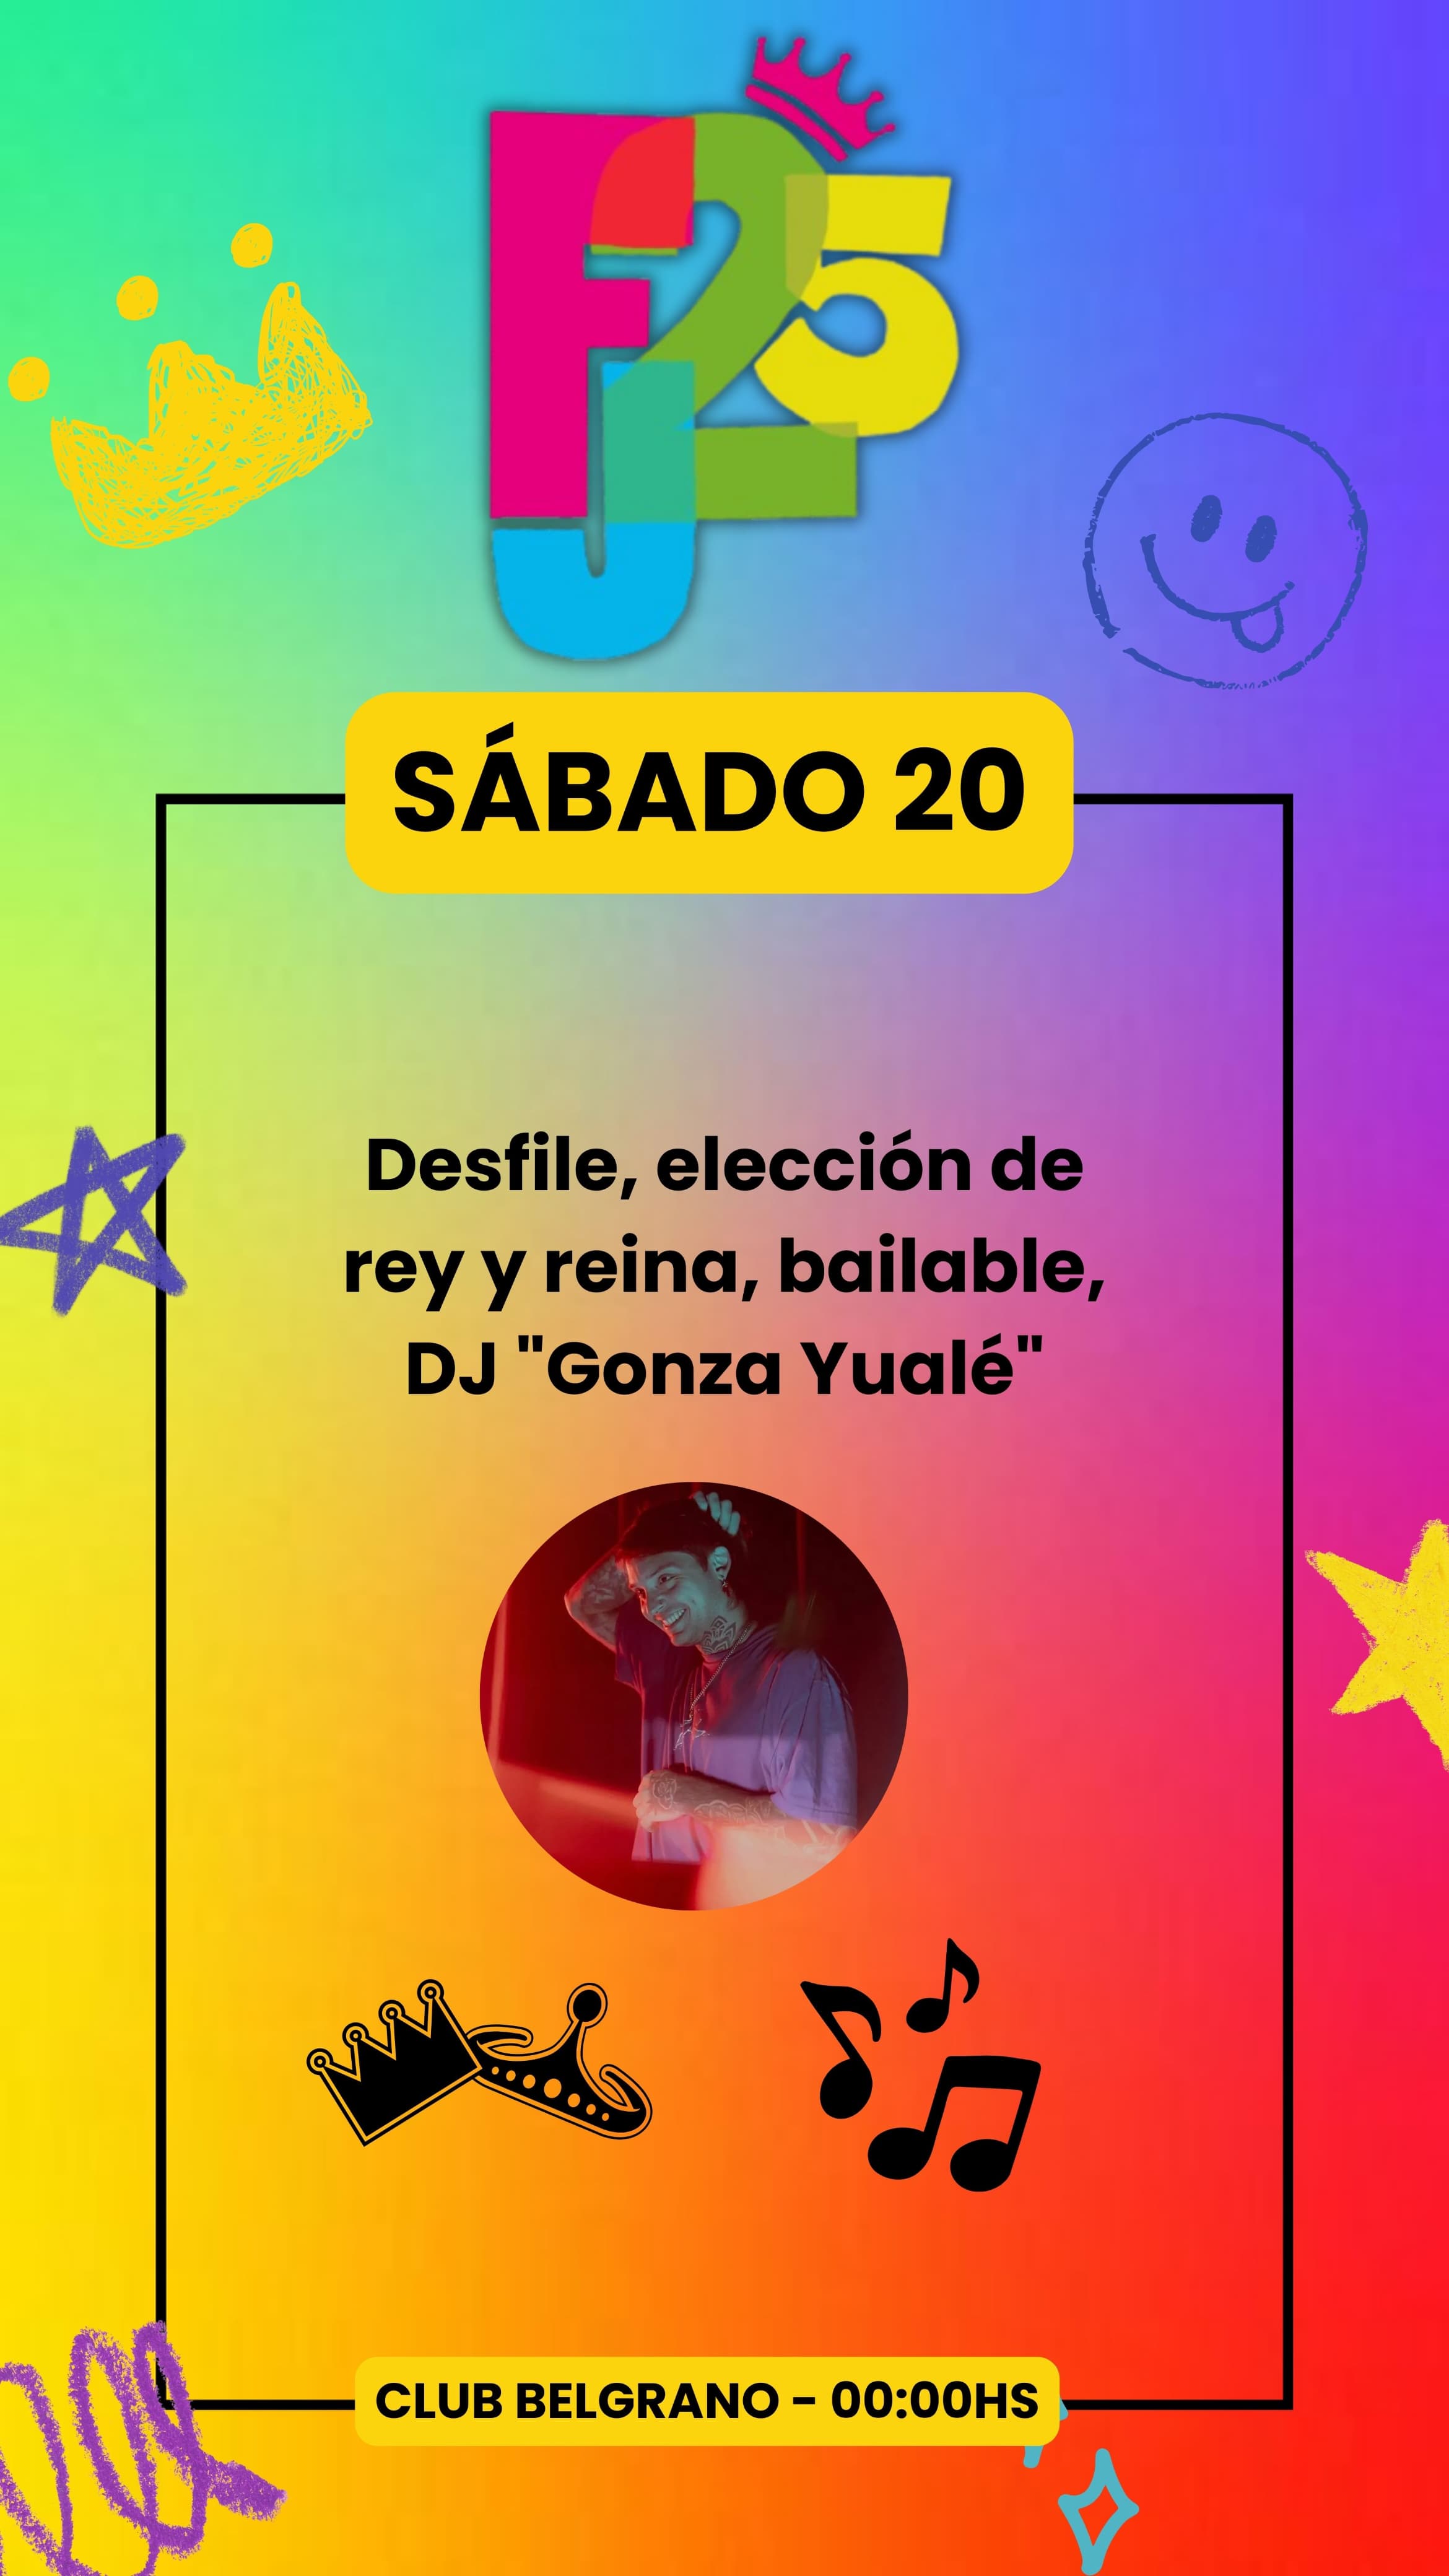 FJ25
SÁBADO 20
Desfile, elección de
rey y reina, bailable,
DJ "Gonza Yualé"
CLUB BELGRANO - 00:00HS